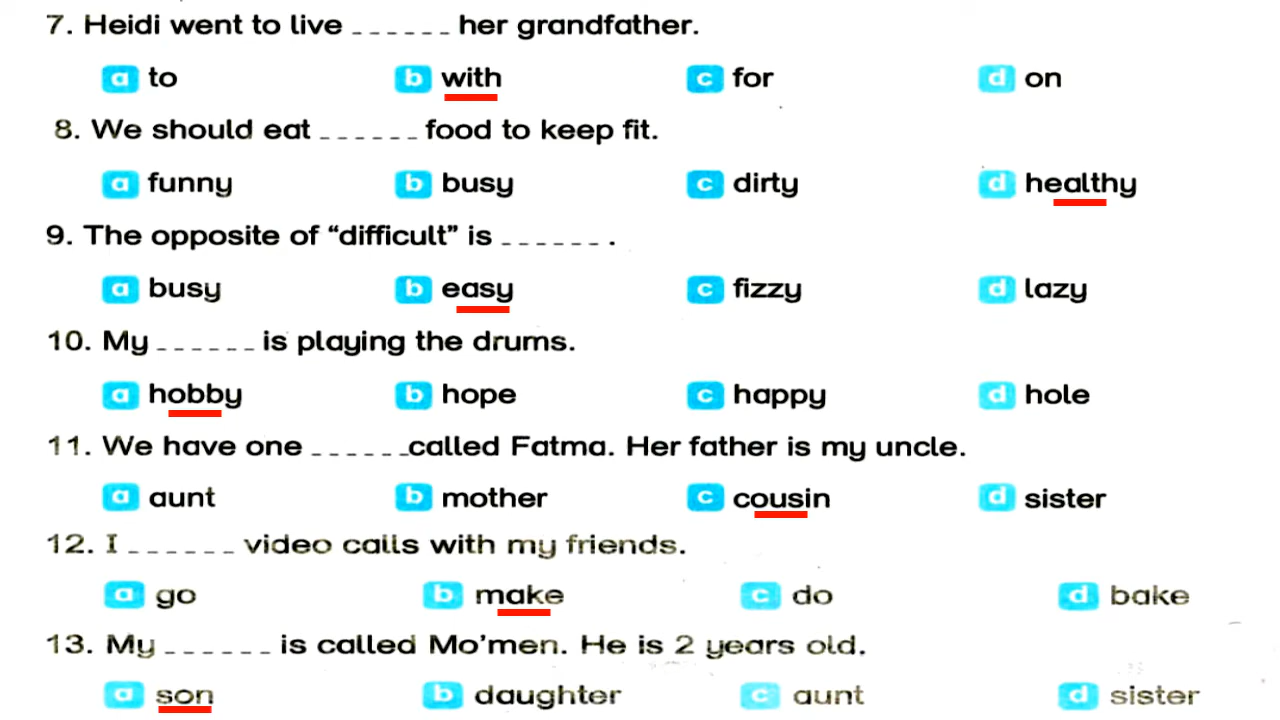 7. Heidi went to live ______ her grandfather.
a to b with c for d on
8. We should eat ______ food to keep fit.
a funny b busy c dirty d healthy
9. The opposite of “difficult” is ______ .
a busy b easy c fizzy d lazy
10. My ______ is playing the drums.
a hobby b hope c happy d hole
11. We have one ______called Fatma. Her father is my uncle.
a aunt b mother c cousin d sister
12. I ______ video calls with my friends.
a go b make c do d bake
13. My ______ is called Mo’men. He is 2 years old.
a son b daughter c aunt d sister